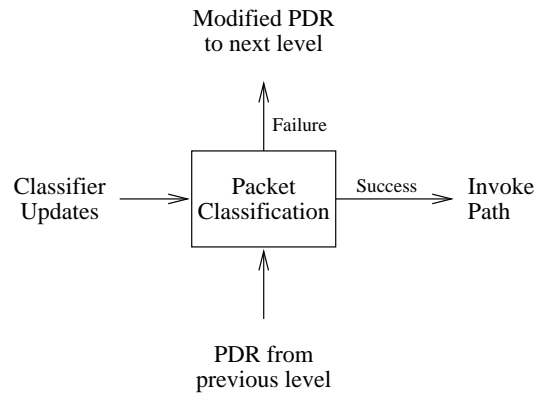 Modified PDR
to next level
Failure
Classifier
Updates
Packet
Classification
Success
Invoke
Path
PDR from
previous level